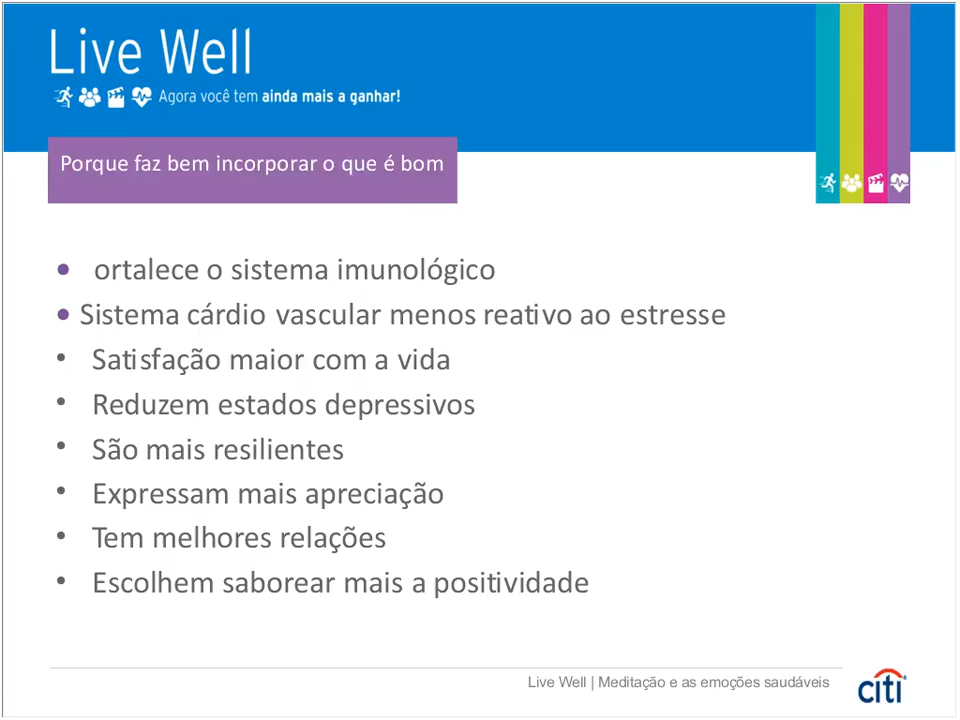 Live Well
Agora você tem ainda mais a ganhar!
Porque faz bem incorporar o que é bom
• ortalece o sistema imunológico
• Sistema cárdio vascular menos reativo ao estresse
• Satisfação maior com a vida
• Reduzem estados depressivos
• São mais resilientes
• Expressam mais apreciação
• Tem melhores relações
• Escolhem saborear mais a positividade
Live Well | Meditação e as emoções saudáveis
citi